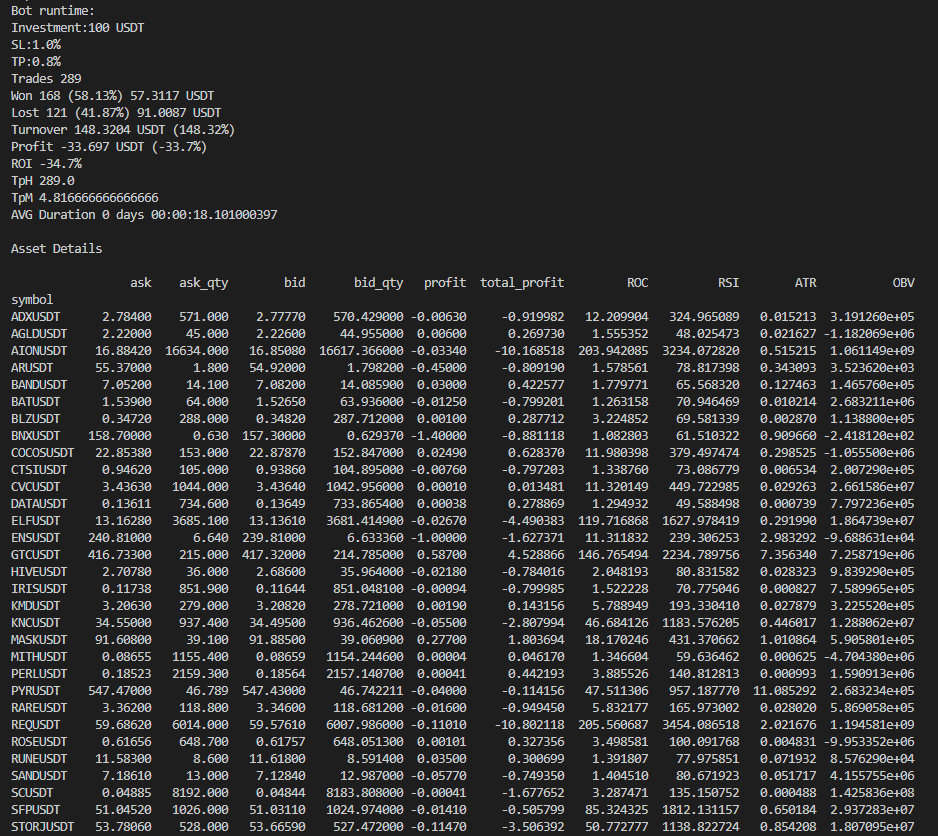 Bot runtime:
Investment:100 USDT
SL:1.0%
TP:0.8%
Trades 289
Won 168 (58.13%) 57.3117 USDT
Lost 121 (41.87%) 91.0087 USDT
Turnover 148.3204 USDT (148.32%)
Profit -33.697 USDT (-33.7%)
ROI -34.7%
TpH 289.0
TpM 4.816666666666666
AVG Duration 0 days 00:00:18.101000397
Asset Details
ask ask_qty bid bid_qty profit total_profit ROC RSI ATR OBV
symbol
ADXUSDT 2.78400 571.000 2.77770 570.429000 -0.00630 -0.919982 12.209904 324.965089 0.015213 3.191260e+05
AGLDUSDT 2.22000 45.000 2.22600 44.955000 0.00600 0.269730 1.555352 48.025473 0.021627 -1.182069e+06
AIONUSDT 16.88420 16634.000 16.85080 16617.366000 -0.03340 -10.168518 203.942085 3234.072820 0.515215 1.061149e+09
ARUSDT 55.37000 1.800 54.92000 1.798200 -0.45000 -0.809190 1.578561 78.817398 0.343093 3.523620e+03
BANDUSDT 7.05200 14.100 7.08200 14.085900 0.03000 0.422577 1.779771 65.568320 0.127463 1.465760e+05
BATUSDT 1.53900 64.000 1.52650 63.936000 -0.01250 -0.799201 1.263158 70.946469 0.010214 2.683211e+06
BLZUSDT 0.34720 288.000 0.34820 287.712000 0.00100 0.287712 3.224852 69.581339 0.002870 1.138800e+05
BNXUSDT 158.70000 0.630 157.30000 0.629370 -1.40000 -0.881118 1.082803 61.510322 0.909660 -2.418120e+02
COCOSUSDT 22.85380 153.000 22.87870 152.847000 0.02490 0.628370 11.980398 379.497474 0.298525 -1.055500e+06
CTSIUSDT 0.94620 105.000 0.93860 104.895000 -0.00760 -0.797203 1.338760 73.086779 0.006534 2.007290e+05
CVCUSDT 3.43630 1044.000 3.43640 1042.956000 0.00010 0.013481 11.320149 449.722985 0.029263 2.661586e+07
DATAUSDT 0.13611 734.600 0.13649 733.865400 0.00038 0.278869 1.294932 49.588498 0.000739 7.797236e+05
ELFUSDT 13.16280 3685.100 13.13610 3681.414900 -0.02670 -4.490383 119.716868 1627.978419 0.291990 1.864739e+07
ENSUSDT 240.81000 6.640 239.81000 6.633360 -1.00000 -1.627371 11.311832 239.306253 2.983292 -9.688631e+04
GTCUSDT 416.73300 215.000 417.32000 214.785000 0.58700 4.528866 146.765494 2234.789756 7.356340 7.258719e+06
HIVEUSDT 2.70780 36.000 2.68600 35.964000 -0.02180 -0.784016 2.048193 80.831582 0.028323 9.839290e+05
IRISUSDT 0.11738 851.900 0.11644 851.048100 -0.00094 -0.799985 1.522228 70.775046 0.000827 7.589965e+05
KMDUSDT 3.20630 279.000 3.20820 278.721000 0.00190 0.143156 5.788949 193.330410 0.027879 3.225520e+05
KNCUSDT 34.55000 937.400 34.49500 936.462600 -0.05500 -2.807994 46.684126 1183.576205 0.446017 1.288062e+07
MASKUSDT 91.60800 39.100 91.88500 39.060900 0.27700 1.803694 18.170246 431.370662 1.010864 5.905801e+05
MITHUSDT 0.08655 1155.400 0.08659 1154.244600 0.00004 0.046170 1.346604 59.636462 0.000625 -4.704380e+06
PERLUSDT 0.18523 2159.300 0.18564 2157.140700 0.00041 0.442193 3.885526 140.812813 0.000993 1.590913e+06
PYRUSDT 547.47000 46.789 547.43000 46.742211 -0.04000 -0.114156 47.511306 957.187770 11.085292 2.683234e+05
RAREUSDT 3.36200 118.800 3.34600 118.681200 -0.01600 -0.949450 5.832177 165.973002 0.028020 5.869058e+05
REQUSDT 59.68620 6014.000 59.57610 6007.986000 -0.11010 -10.802118 205.560687 3454.086518 2.021676 1.194581e+09
ROSEUSDT 0.61656 648.700 0.61757 648.051300 0.00101 0.327356 3.498581 100.091768 0.004831 -9.953352e+06
RUNEUSDT 11.58300 8.600 11.61800 8.591400 0.03500 0.300699 1.391807 77.975851 0.071932 8.576290e+04
SANDUSDT 7.18610 13.000 7.12840 12.987000 -0.05770 -0.749350 1.404510 80.671923 0.051717 4.155756e+06
SCUSDT 0.04885 8192.000 0.04844 8183.808000 -0.00041 -1.677652 3.287471 135.150752 0.000488 1.425836e+08
SFPUSDT 51.04520 1026.000 51.03110 1024.974000 -0.01410 -0.505799 85.324325 1812.131157 0.650184 2.937283e+07
STORJUSDT 53.78060 528.000 53.66590 527.472000 -0.11470 -3.506392 50.772777 1138.822724 0.854208 1.807095e+07